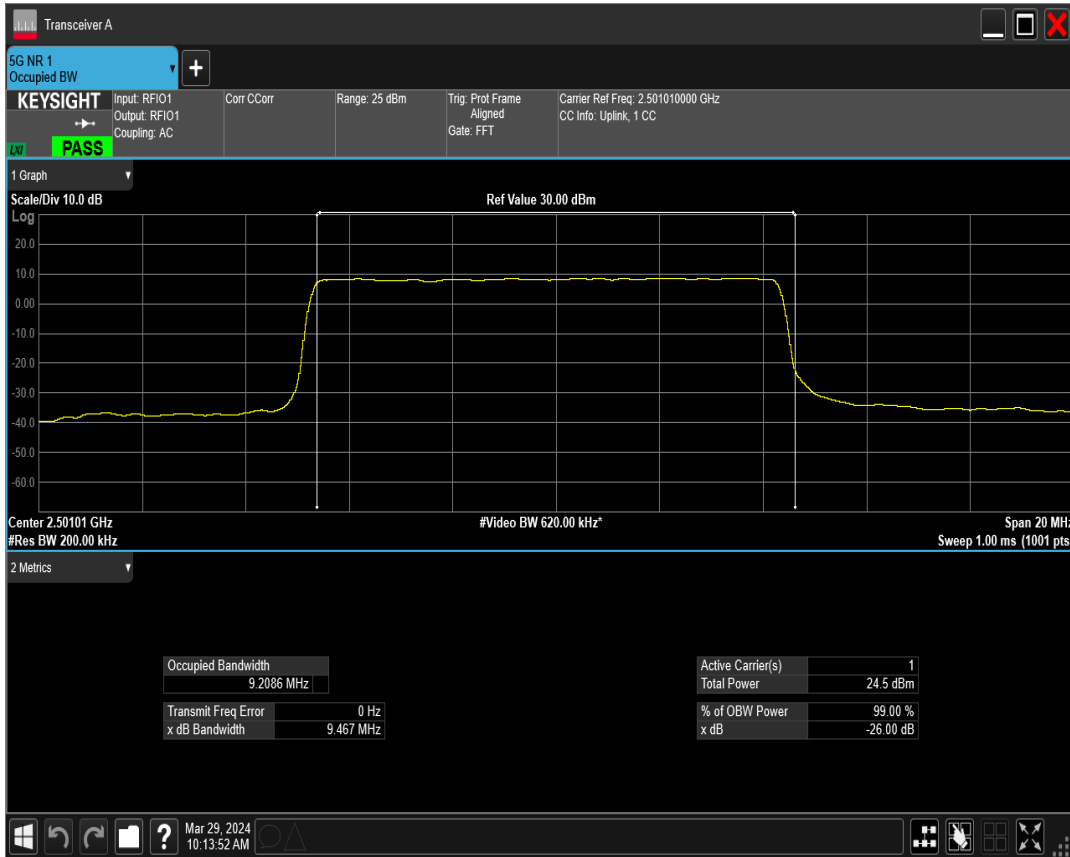 Transceiver A
5G NR 1
Occupied BW
+
KEYSIGHT
LXI
PASS
Input: RFIO1
Output: RFIO1
Coupling: AC
Corr CCorr
Range: 25 dBm
Trig: Prot Frame
Aligned
Gate: FFT
Carrier Ref Freq: 2.501010000 GHz
CC Info: Uplink, 1 CC
1 Graph
Scale/Div 10.0 dB
Ref Value 30.00 dBm
Log
20.0
10.0
0.00
-10.0
-20.0
-30.0
-40.0
-50.0
-60.0
Center 2.50101 GHz
#Video BW 620.00 kHz*
Span 20 MHz
#Res BW 200.00 kHz
Sweep 1.00 ms (1001 pts
2 Metrics
Occupied Bandwidth
9.2086 MHz
Transmit Freq Error 0 Hz
x dB Bandwidth 9.467 MHz
Active Carrier(s) 1
Total Power 24.5 dBm
% of OBW Power 99.00 %
x dB -26.00 dB
?
Mar 29, 2024
10:13:52 AM